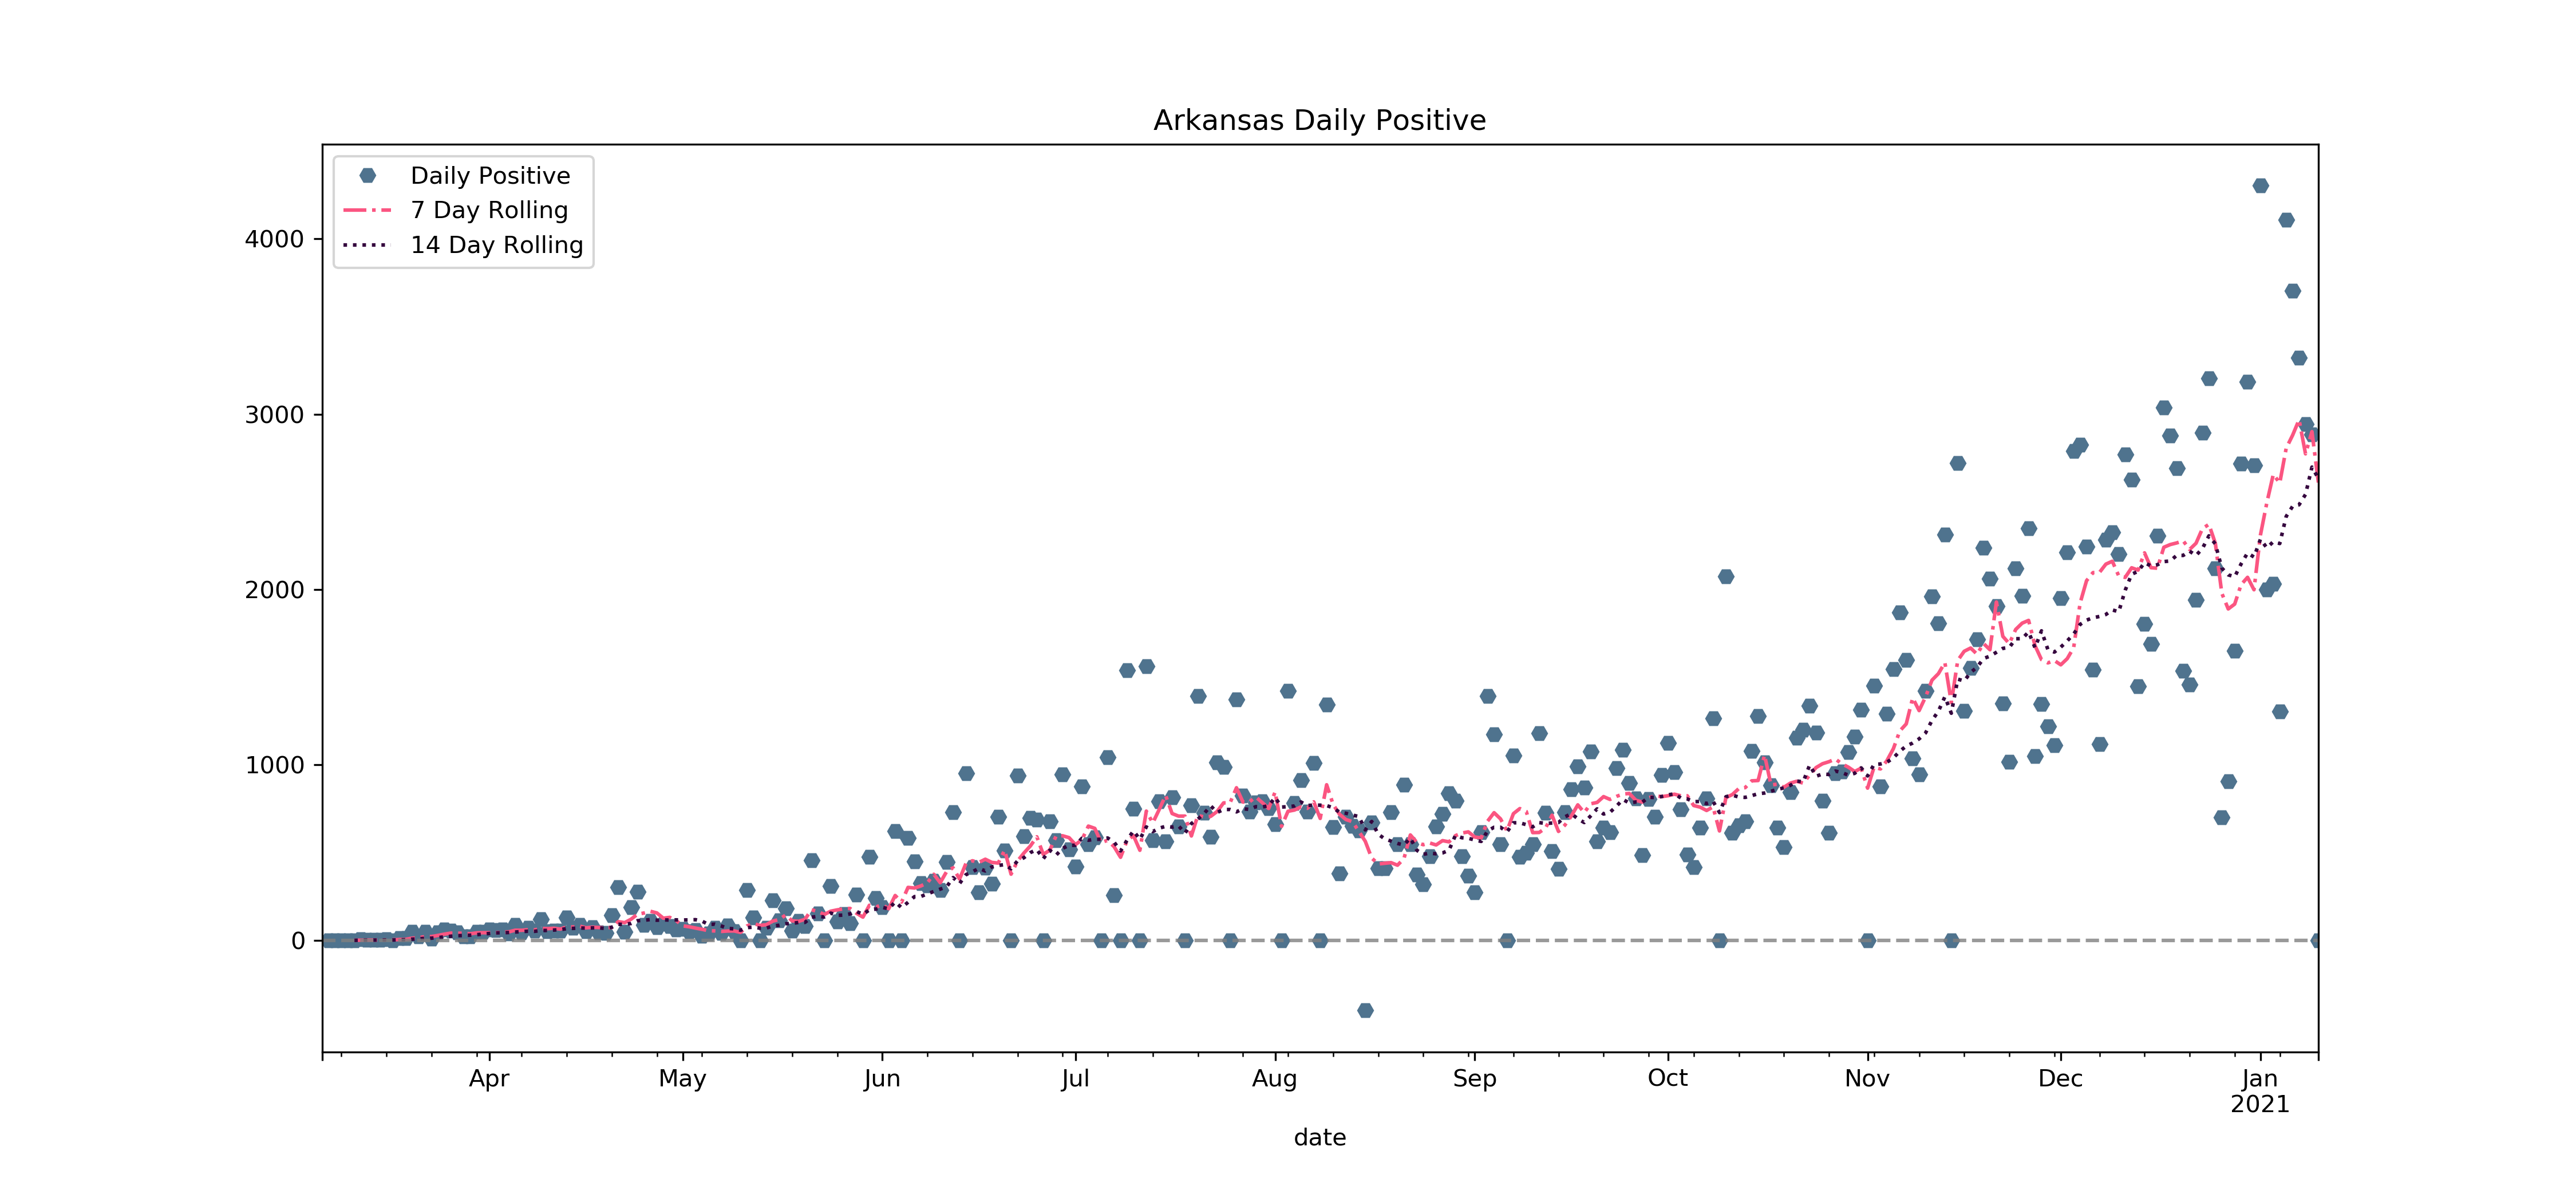 Arkansas Daily Positive
Daily Positive
7 Day Rolling
14 Day Rolling
4000
3000
2000
1000
0
Apr May Jun Jul Aug Sep Oct Nov Dec Jan
2021
date